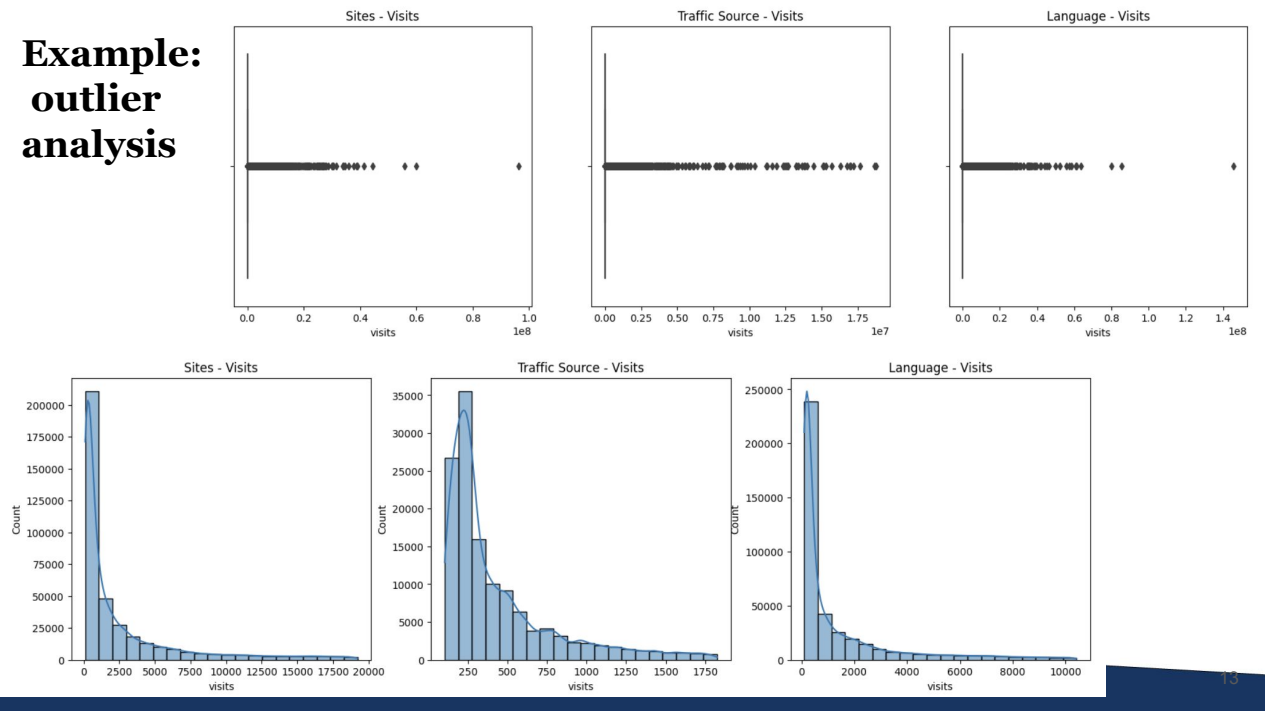 Example:
outlier
analysis
Sites - Visits
0.0 0.2 0.4 0.6 0.8 1.0
visits
1e8
Traffic Source - Visits
0.00 0.25 0.50 0.75 1.00 1.25 1.50 1.75
visits
1e7
Language - Visits
0.0 0.2 0.4 0.6 0.8 1.0 1.2 1.4
visits
1e8
Sites - Visits
Count
200000
175000
150000
125000
100000
75000
50000
25000
0
0 2500 5000 7500 10000 12500 15000 17500 20000
visits
Traffic Source - Visits
Count
35000
30000
25000
20000
15000
10000
5000
0
250 500 750 1000 1250 1500 1750
visits
Language - Visits
Count
250000
200000
150000
100000
50000
0
0 2000 4000 6000 8000 10000
visits
13